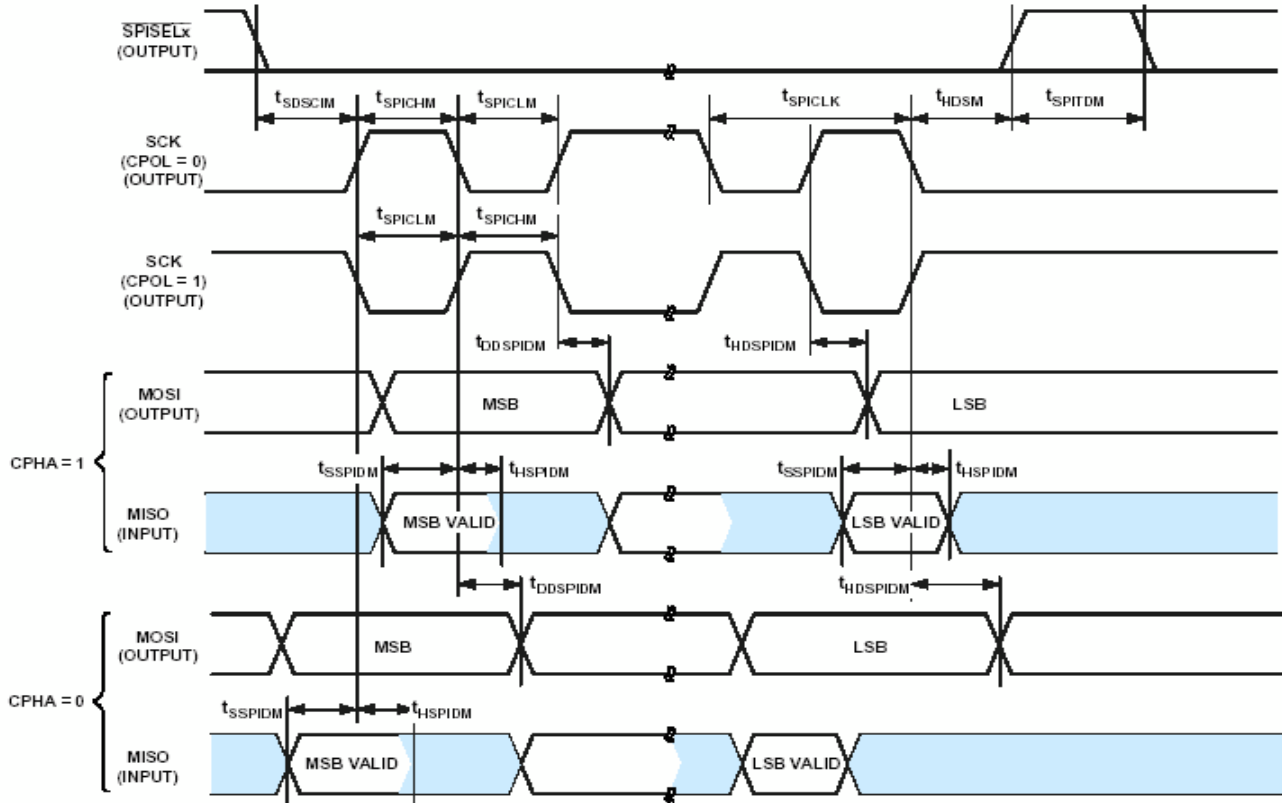 SPISELx
(OUTPUT)
tSDSCIM
tSPICHM
tSPICLM
tSPICLK
tHDSM
tSPITDM
SCK
(CPOL = 0)
(OUTPUT)
tSPICLM
tSPICHM
SCK
(CPOL = 1)
(OUTPUT)
tDDSPIDM
tHDSPIDM
CPHA = 1
MOSI
(OUTPUT)
MSB
LSB
tSSPIDM
tHSPIDM
tSSPIDM
tHSPIDM
MISO
(INPUT)
MSB VALID
LSB VALID
tDDSPIDM
tHDSPIDM
CPHA = 0
MOSI
(OUTPUT)
MSB
LSB
tSSPIDM
tHSPIDM
MISO
(INPUT)
MSB VALID
LSB VALID